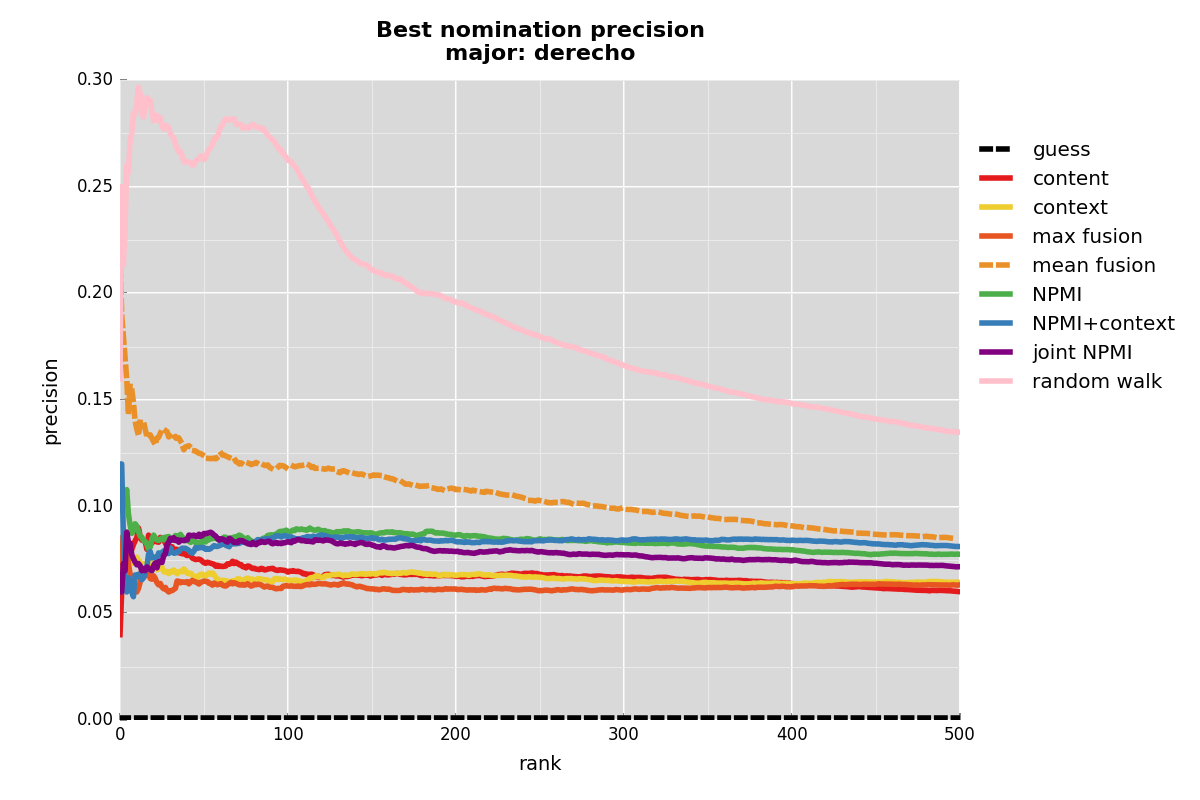 Best nomination precision
major: derecho
0.30
0.25
0.20
0.15
0.10
0.05
0.00
precision
0 100 200 300 400 500
rank
guess
content
context
max fusion
mean fusion
NPMI
NPMI+context
joint NPMI
random walk